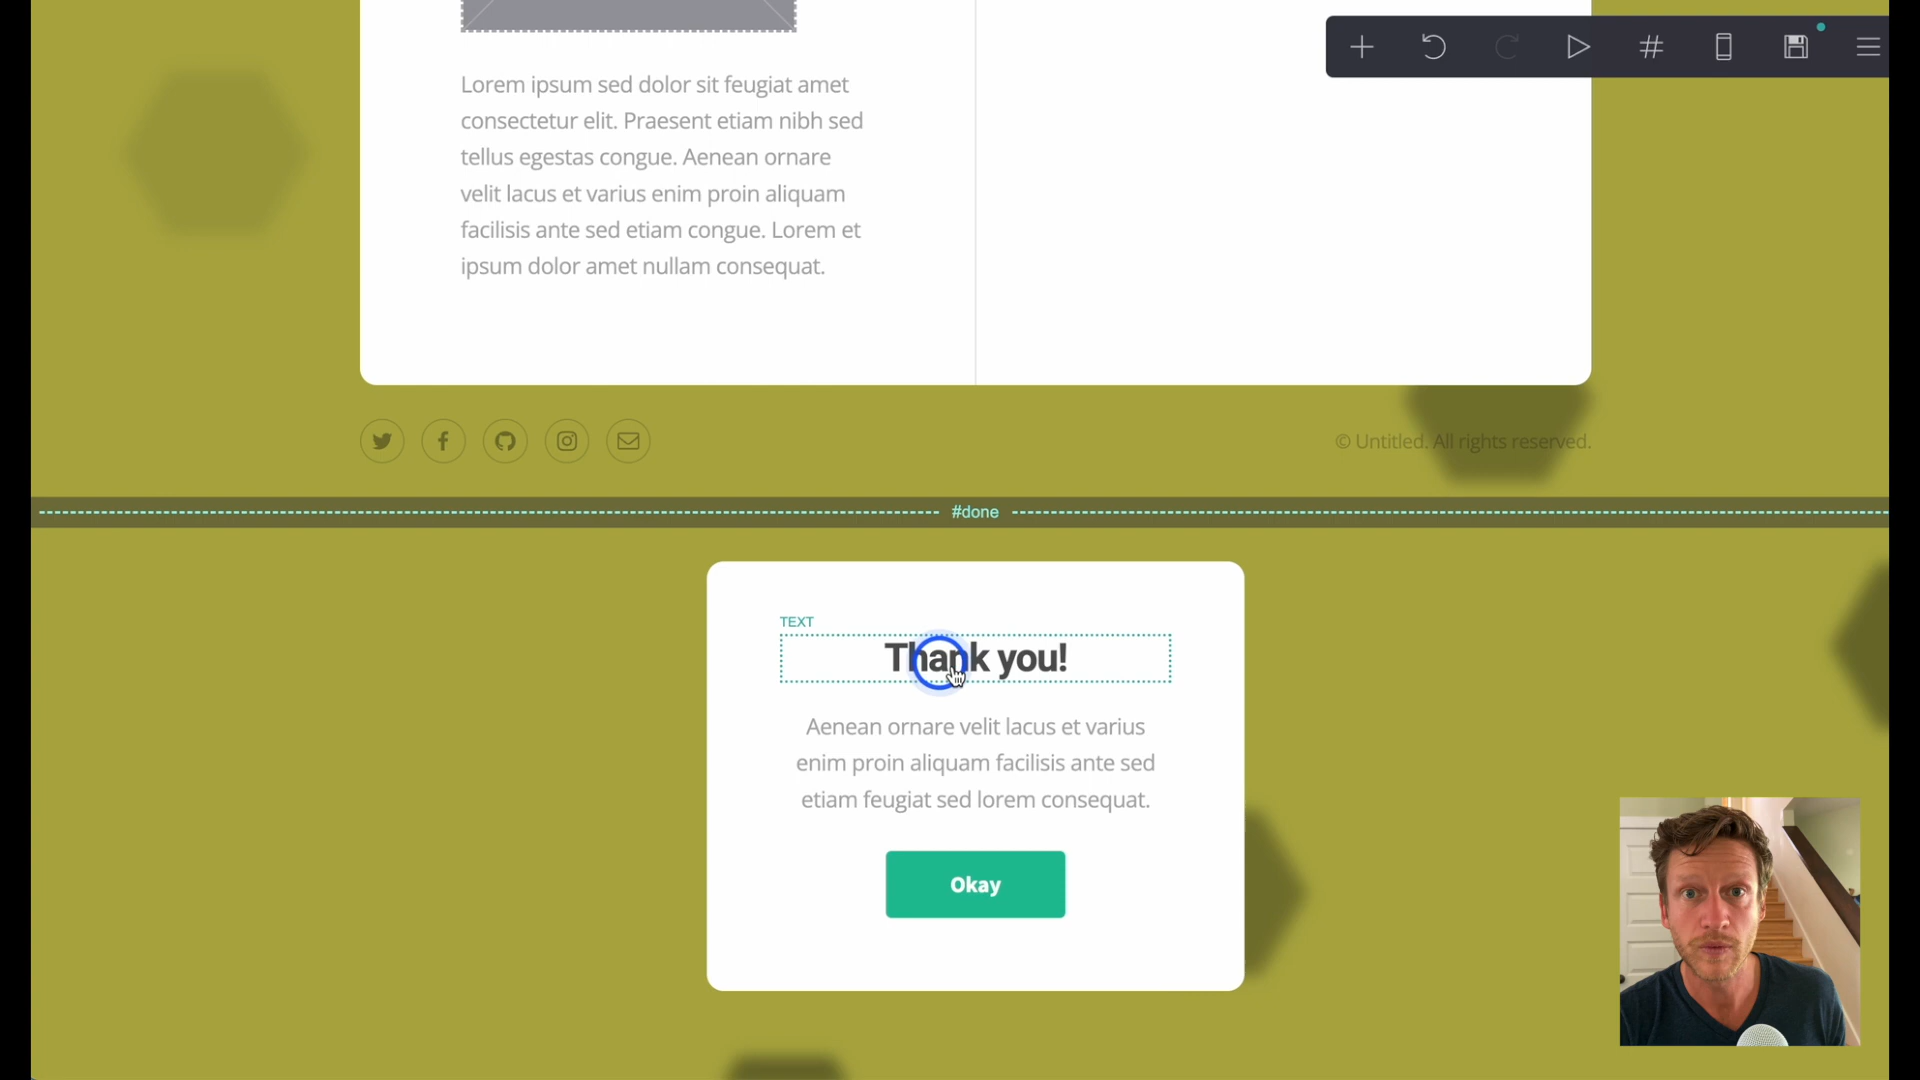 Lorem ipsum sed dolor sit feugiat amet
consectetur elit. Praesent etiam nibh sed
tellus egestas congue. Aenean ornare
velit lacus et varius enim proin aliquam
facilisis ante sed etiam congue. Lorem et
ipsum dolor amet nullam consequat.
© Untitled. All rights reserved.
#done
TEXT
Thank you!
Aenean ornare velit lacus et varius
enim proin aliquam facilisis ante sed
etiam feugiat sed lorem consequat.
Okay